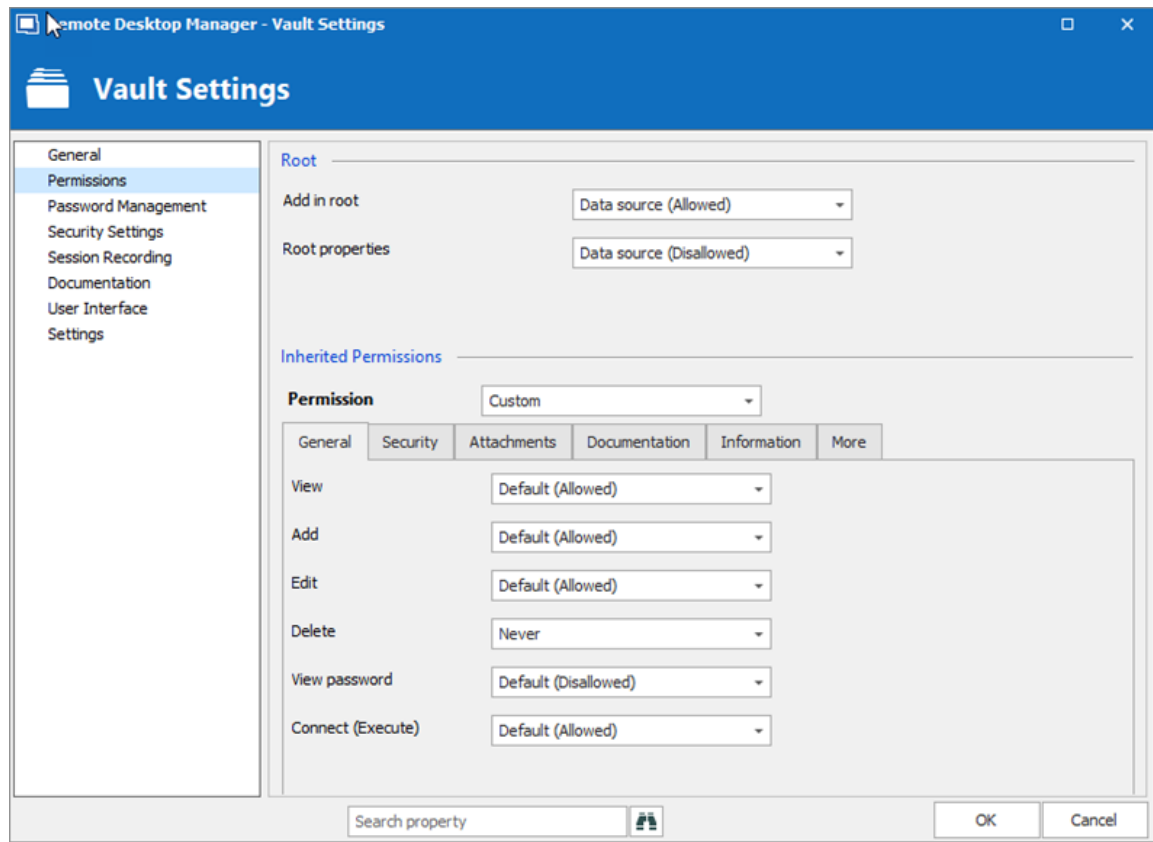 Remote Desktop Manager - Vault Settings
Vault Settings
General
Permissions
Password Management
Security Settings
Session Recording
Documentation
User Interface
Settings
Root
Add in root
Data source (Allowed)
Root properties
Data source (Disallowed)
Inherited Permissions
Permission
Custom
General Security Attachments Documentation Information More
View
Default (Allowed)
Add
Default (Allowed)
Edit
Default (Allowed)
Delete
Never
View password
Default (Disallowed)
Connect (Execute)
Default (Allowed)
Search property
OK Cancel